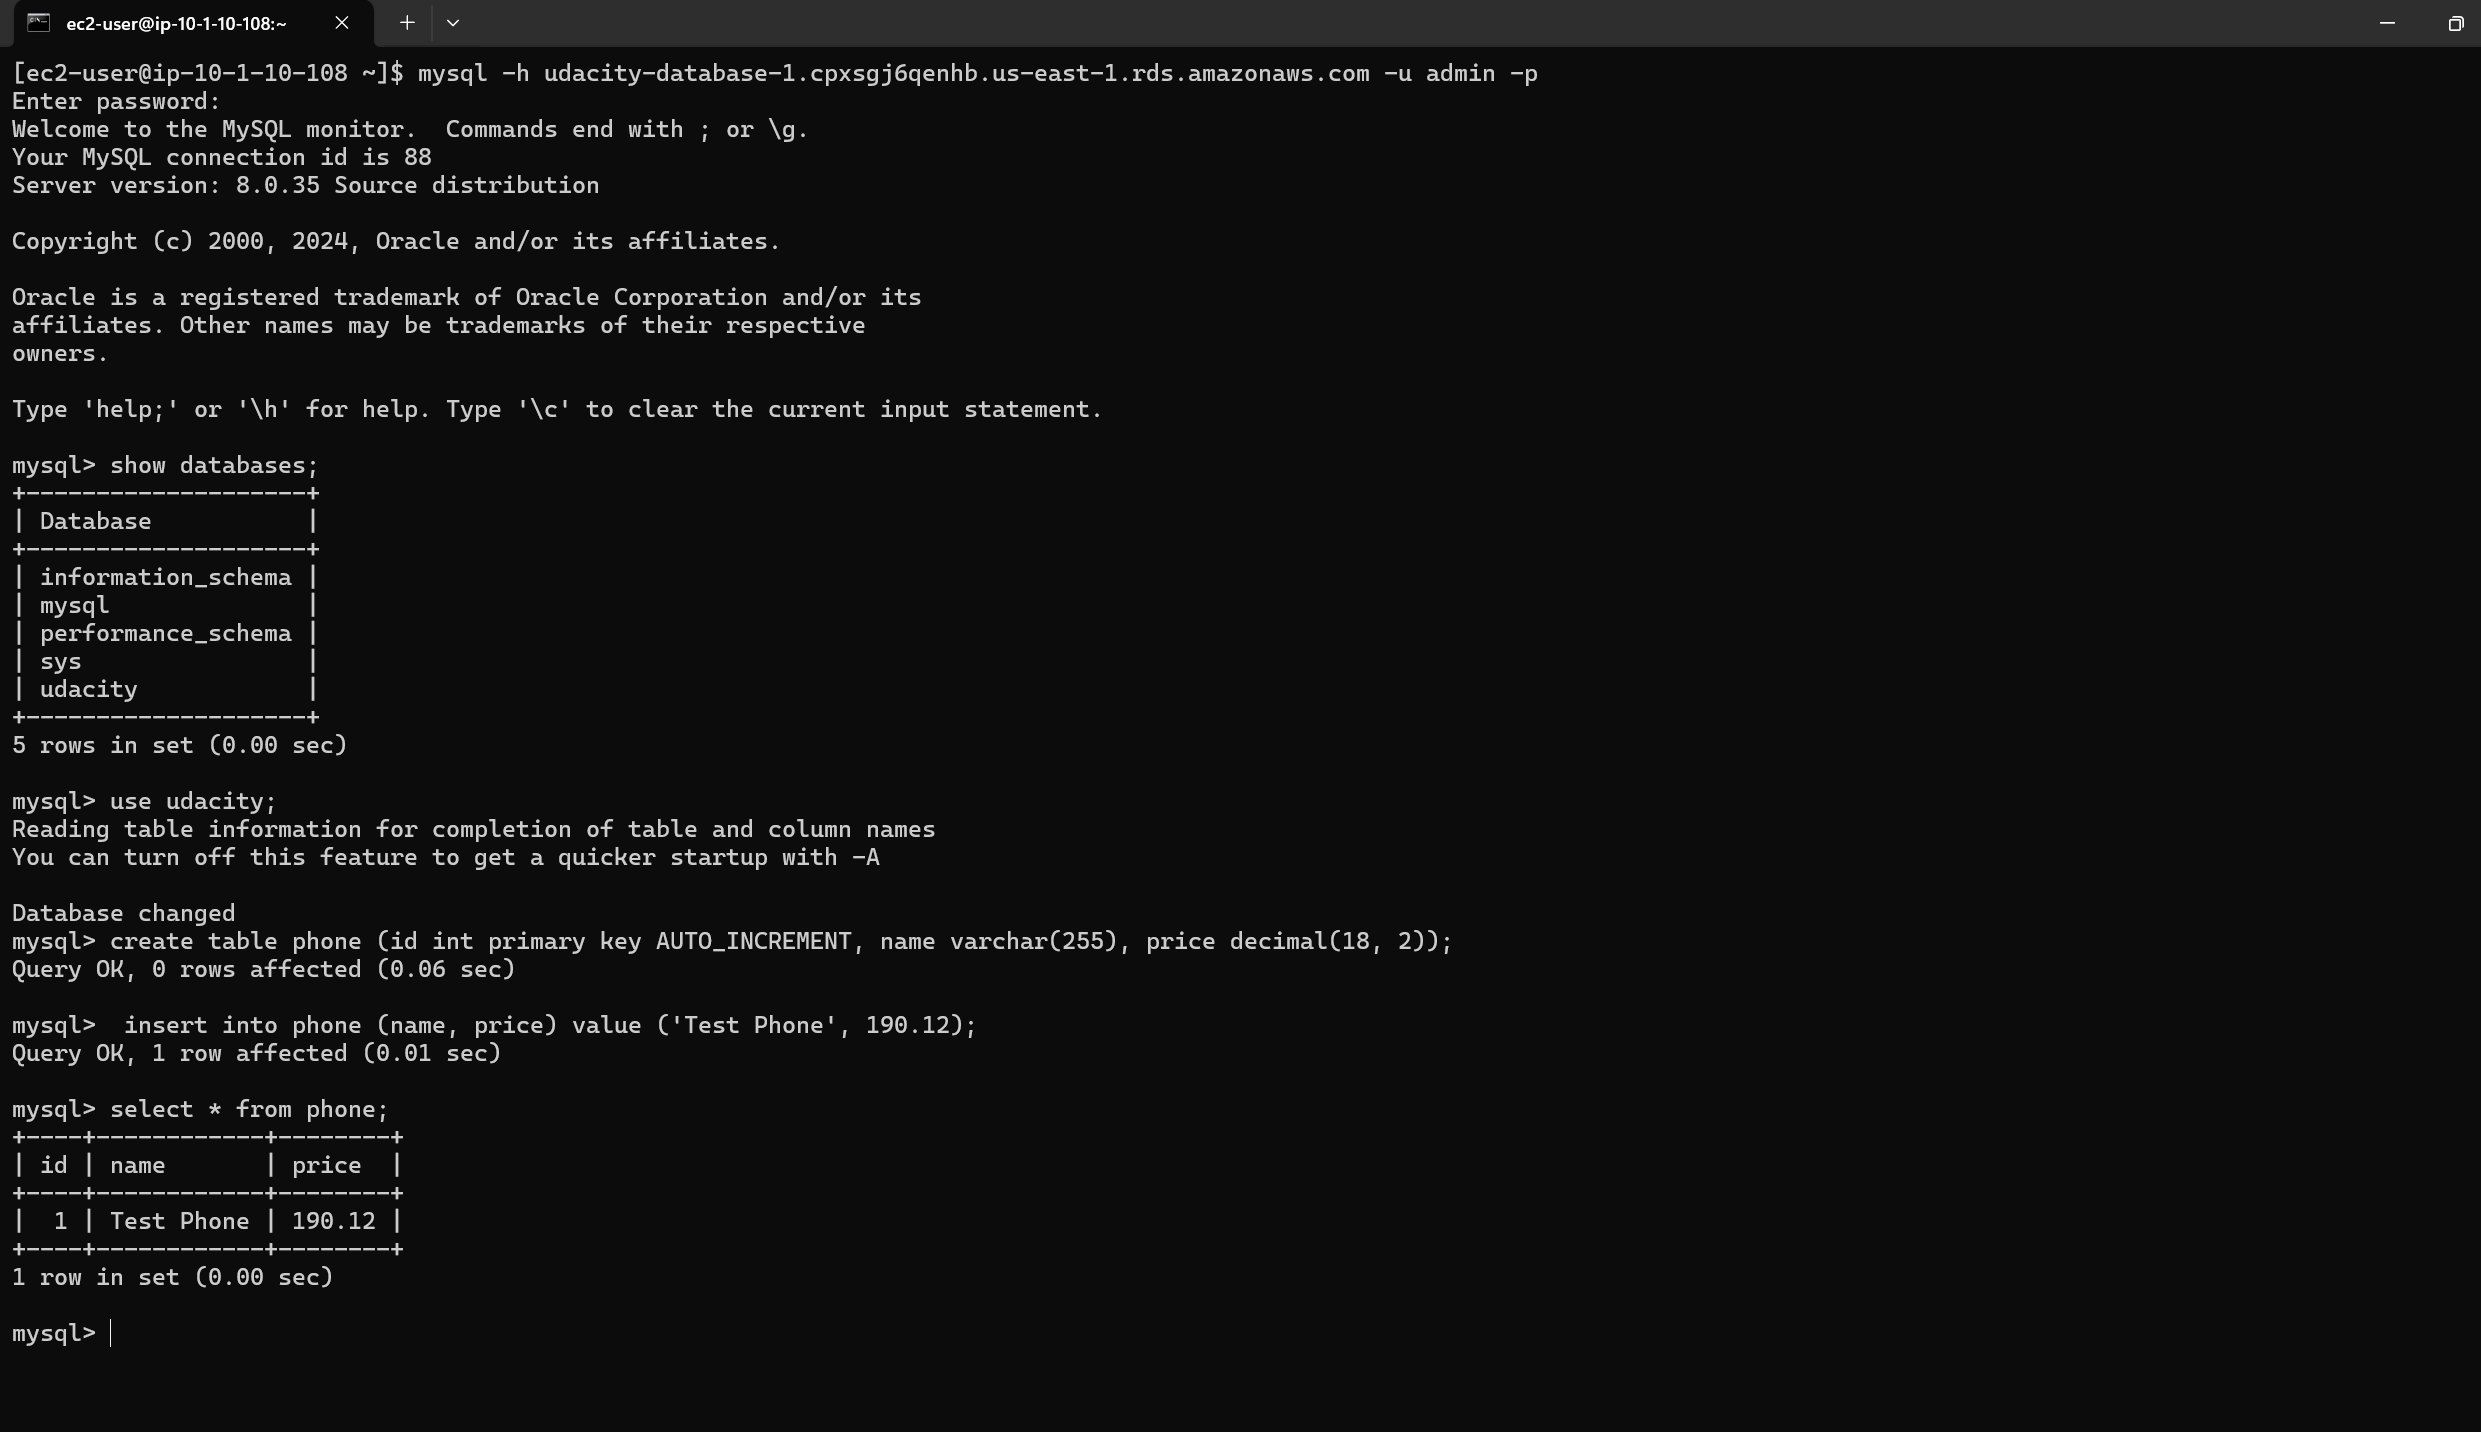 ec2-user@ip-10-1-10-108:~
[ec2-user@ip-10-1-10-108 ~]$ mysql -h udacity-database-1.cpxsgj6qenhb.us-east-1.rds.amazonaws.com -u admin -p
Enter password:
Welcome to the MySQL monitor.  Commands end with ; or \g.
Your MySQL connection id is 88
Server version: 8.0.35 Source distribution

Copyright (c) 2000, 2024, Oracle and/or its affiliates.

Oracle is a registered trademark of Oracle Corporation and/or its
affiliates. Other names may be trademarks of their respective
owners.

Type 'help;' or '\h' for help. Type '\c' to clear the current input statement.

mysql> show databases;
+--------------------+
| Database           |
+--------------------+
| information_schema |
| mysql              |
| performance_schema |
| sys                |
| udacity            |
+--------------------+
5 rows in set (0.00 sec)

mysql> use udacity;
Reading table information for completion of table and column names
You can turn off this feature to get a quicker startup with -A

Database changed
mysql> create table phone (id int primary key AUTO_INCREMENT, name varchar(255), price decimal(18, 2));
Query OK, 0 rows affected (0.06 sec)

mysql>  insert into phone (name, price) value ('Test Phone', 190.12);
Query OK, 1 row affected (0.01 sec)

mysql> select * from phone;
+----+------------+--------+
| id | name       | price  |
+----+------------+--------+
|  1 | Test Phone | 190.12 |
+----+------------+--------+
1 row in set (0.00 sec)

mysql>